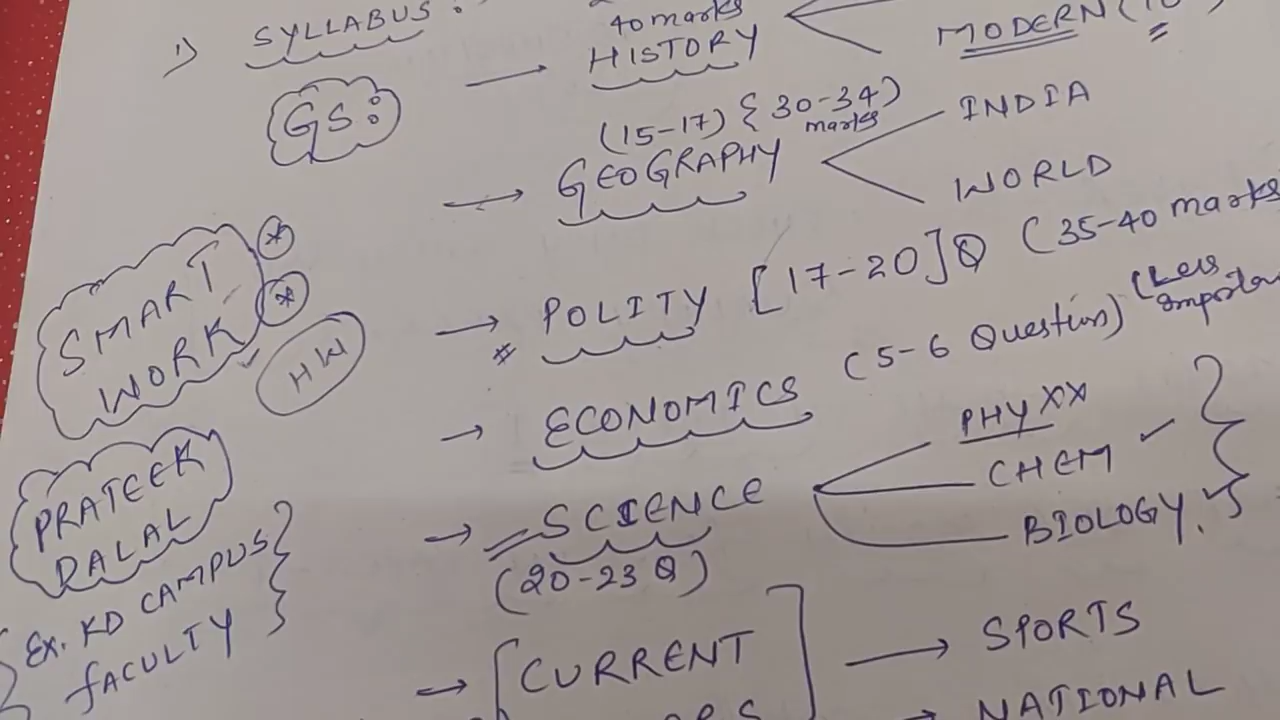 1) SYLLABUS :
40 marks
GS: → HISTORY
MODERN
(15-17) {30-34)
marks
→ GEOGRAPHY
INDIA
WORLD
SMART
WORK
HW
→ POLITY [17-20]Q (35-40 marks
#
→ ECONOMICS (5-6 Questions) (Less
PRATEEK
DALAL
Ex. KD CAMPUS
faculty
→ SCIENCE
(20-23 Q)
PHY XX
CHEM ✓
BIOLOGY. ✓
→ [CURRENT
→ SPORTS
→ NATIONAL